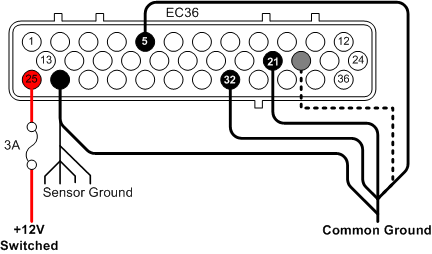 EC36
1
5
12
13
21
24
25
32
36
3A
Sensor Ground
+12V
Switched
Common Ground